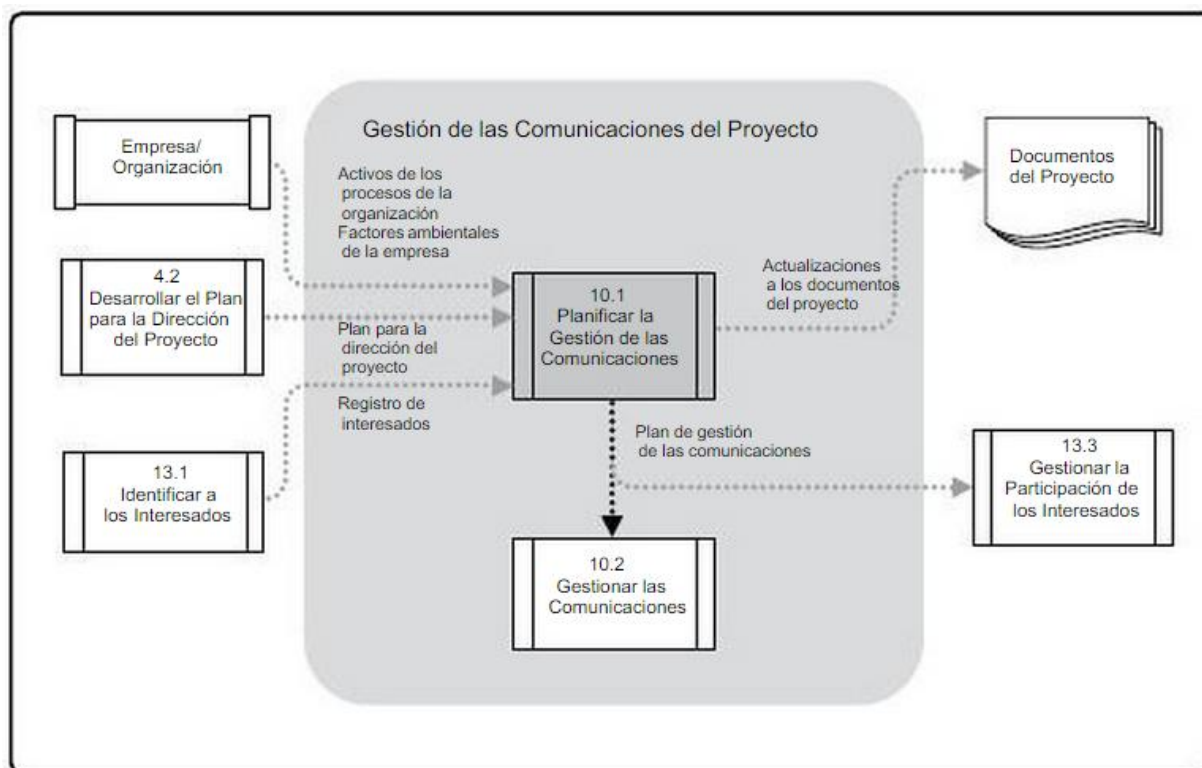 Gestión de las Comunicaciones del Proyecto
Empresa/
Organización
Activos de los
procesos de la
organización
Factores ambientales
de la empresa
Documentos
del Proyecto
4.2
Desarrollar el Plan
para la Dirección
del Proyecto
Plan para la
dirección del
proyecto
10.1
Planificar la
Gestión de las
Comunicaciones
Actualizaciones
a los documentos
del proyecto
13.1
Identificar a
los Interesados
Registro de
interesados
Plan de gestión
de las comunicaciones
13.3
Gestionar la
Participación de
los Interesados
10.2
Gestionar las
Comunicaciones